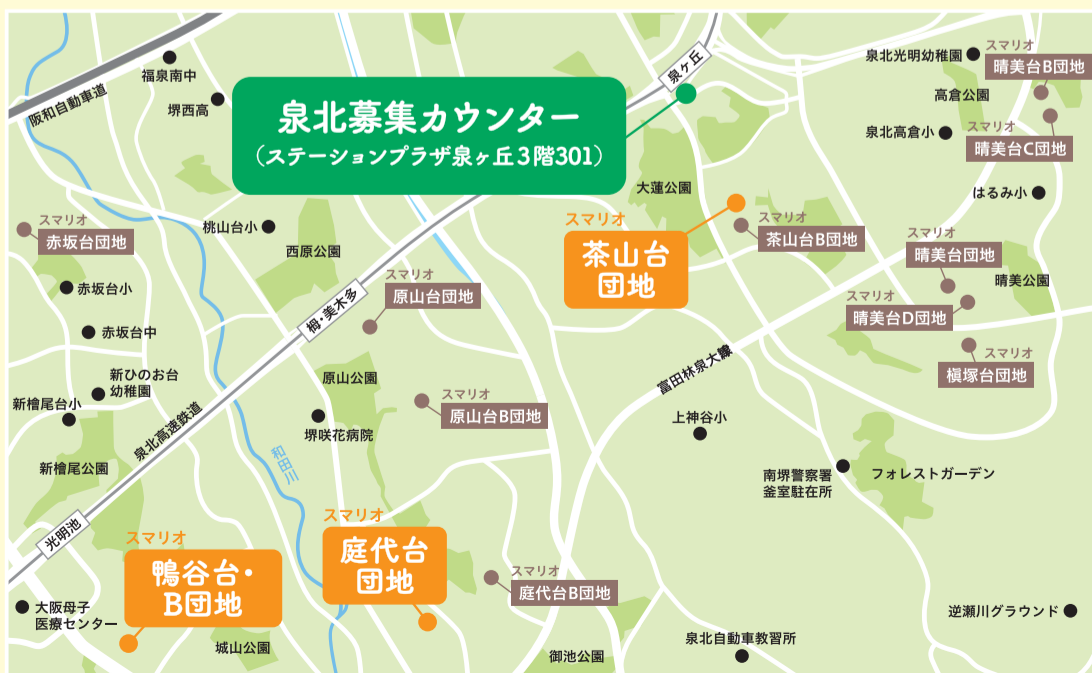 阪和自動車道
福泉南中
堺西高
泉北募集カウンター
(ステーションプラザ泉ヶ丘3階301)
泉ヶ丘
泉北光明幼稚園
スマリオ
晴美台B団地
高倉公園
泉北高倉小
スマリオ
晴美台C団地
はるみ小
大蓮公園
スマリオ
茶山台
団地
スマリオ
茶山台B団地
スマリオ
晴美台団地
晴美公園
スマリオ
晴美台D団地
スマリオ
槇塚台団地
スマリオ
赤坂台団地
桃山台小
西原公園
赤坂台小
赤坂台中
栂・美木多
スマリオ
原山台団地
新ひのお台
幼稚園
新檜尾台小
原山公園
スマリオ
原山台B団地
堺咲花病院
泉北高速鉄道
新檜尾公園
和田川
富田林泉大線
上神谷小
南堺警察署
釜室駐在所
フォレストガーデン
光明池
スマリオ
鴨谷台・
B団地
スマリオ
庭代台
団地
スマリオ
庭代台B団地
大阪母子
医療センター
城山公園
御池公園
泉北自動車教習所
逆瀬川グラウンド